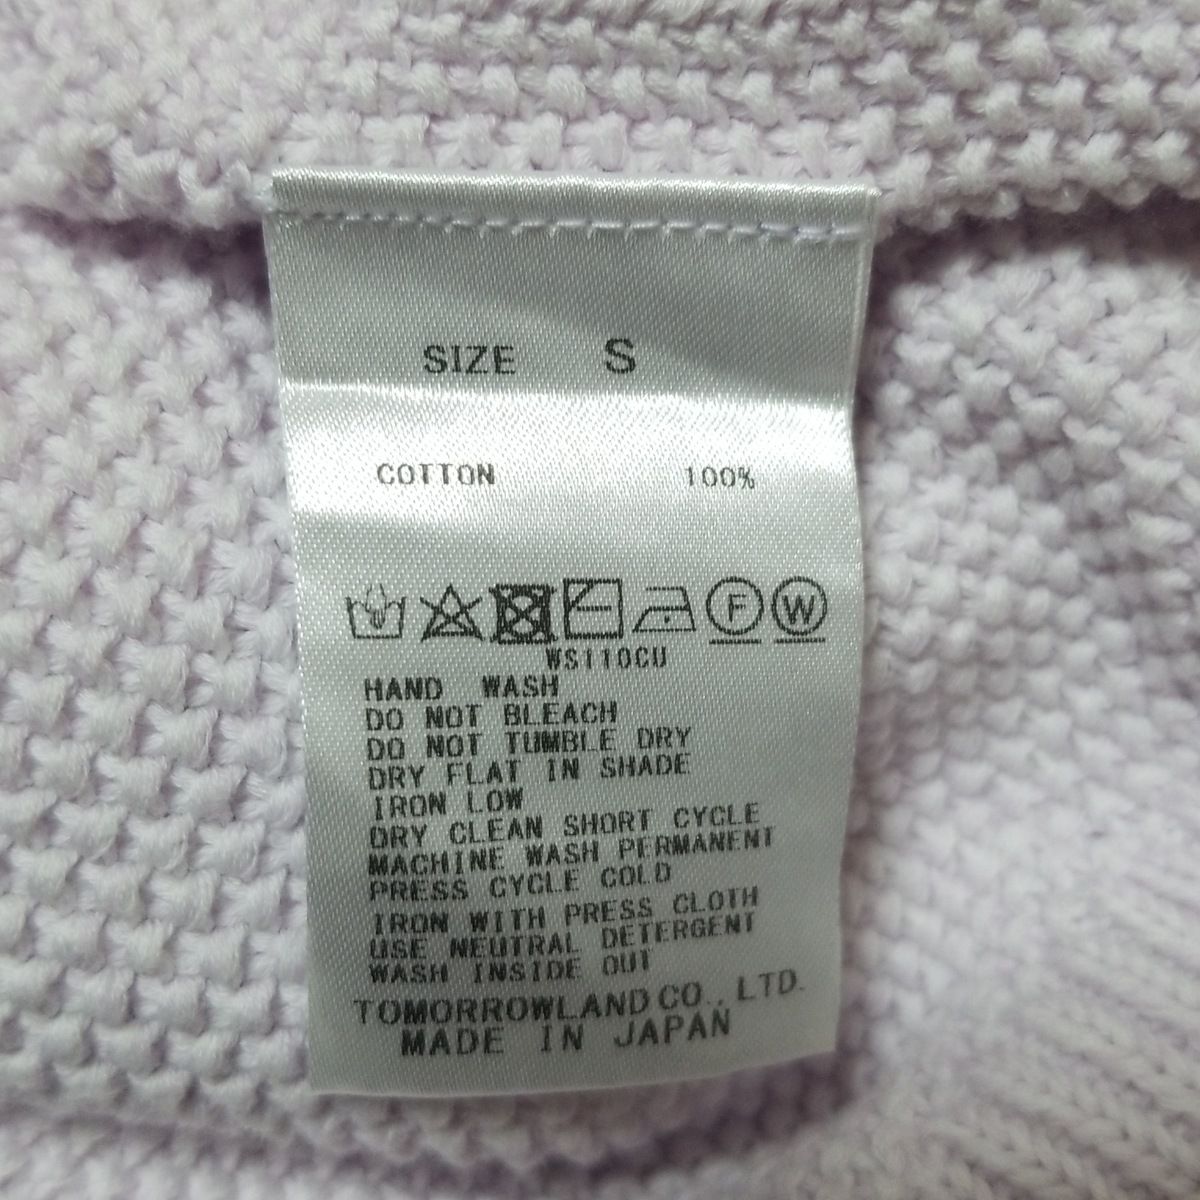 SIZE S
COTTON 100%
F W
WS110CU
HAND WASH
DO NOT BLEACH
DO NOT TUMBLE DRY
DRY FLAT IN SHADE
IRON LOW
DRY CLEAN SHORT CYCLE
MACHINE WASH PERMANENT
PRESS CYCLE COLD
IRON WITH PRESS CLOTH
USE NEUTRAL DETERGENT
WASH INSIDE OUT
TOMORROWLAND CO., LTD.
MADE IN JAPAN